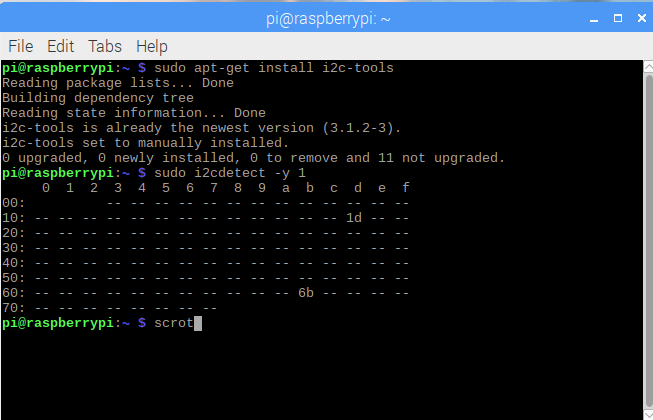 pi@raspberrypi: ~
File Edit Tabs Help
pi@raspberrypi:~ $ sudo apt-get install i2c-tools
Reading package lists... Done
Building dependency tree
Reading state information... Done
i2c-tools is already the newest version (3.1.2-3).
i2c-tools set to manually installed.
0 upgraded, 0 newly installed, 0 to remove and 11 not upgraded.
pi@raspberrypi:~ $ sudo i2cdetect -y 1
     0  1  2  3  4  5  6  7  8  9  a  b  c  d  e  f
00:          -- -- -- -- -- -- -- -- -- -- -- -- --
10: -- -- -- -- -- -- -- -- -- -- -- -- -- 1d -- --
20: -- -- -- -- -- -- -- -- -- -- -- -- -- -- -- --
30: -- -- -- -- -- -- -- -- -- -- -- -- -- -- -- --
40: -- -- -- -- -- -- -- -- -- -- -- -- -- -- -- --
50: -- -- -- -- -- -- -- -- -- -- -- -- -- -- -- --
60: -- -- -- -- -- -- -- -- -- -- -- 6b -- -- -- --
70: -- -- -- -- -- -- -- --
pi@raspberrypi:~ $ scrot